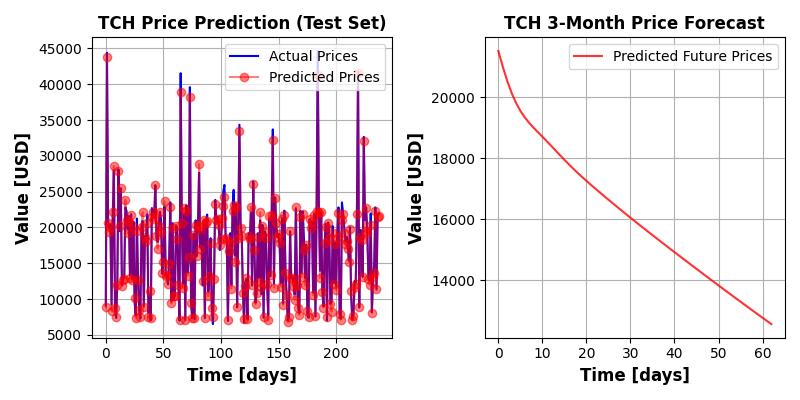 TCH Price Prediction (Test Set)
Value [USD]
45000
40000
35000
30000
25000
20000
15000
10000
5000
Actual Prices
Predicted Prices
0
50
100
150
200
Time [days]
TCH 3-Month Price Forecast
Value [USD]
20000
18000
16000
14000
Predicted Future Prices
0
10
20
30
40
50
60
Time [days]